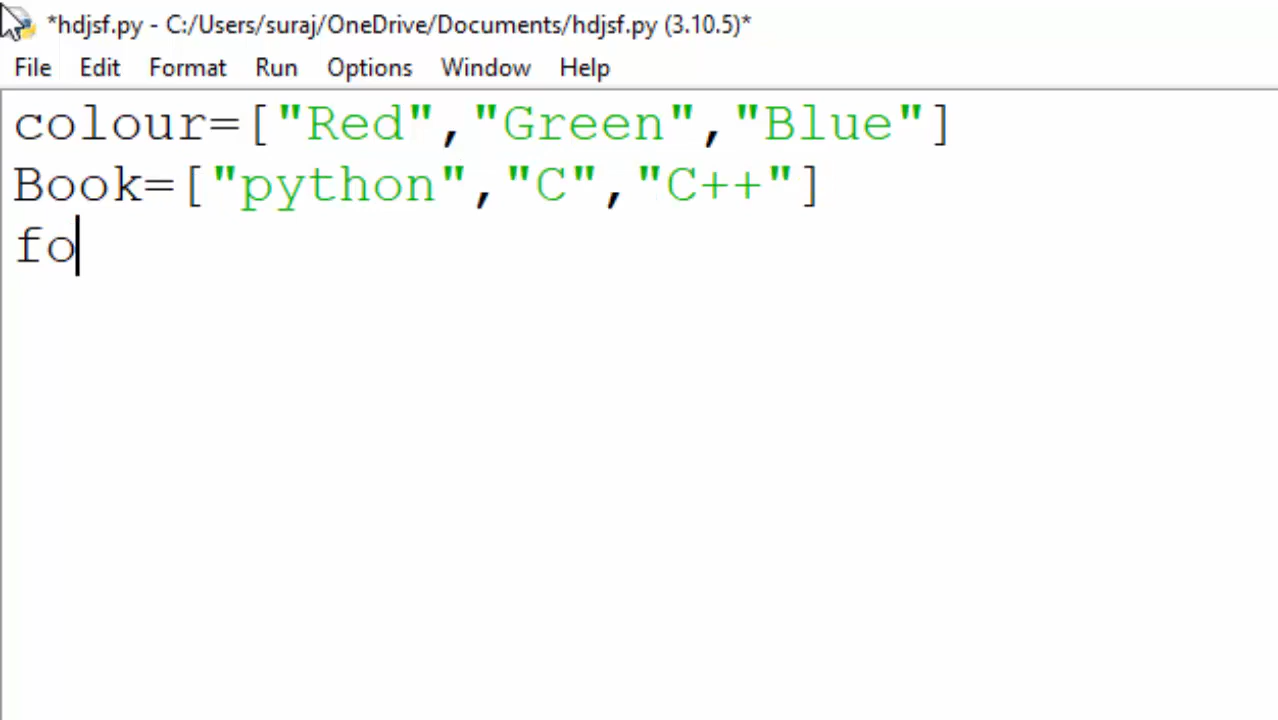 *hdjsf.py - C:/Users/suraj/OneDrive/Documents/hdjsf.py (3.10.5)*
File Edit Format Run Options Window Help
colour=["Red","Green","Blue"]
Book=["python","C","C++"]
fo